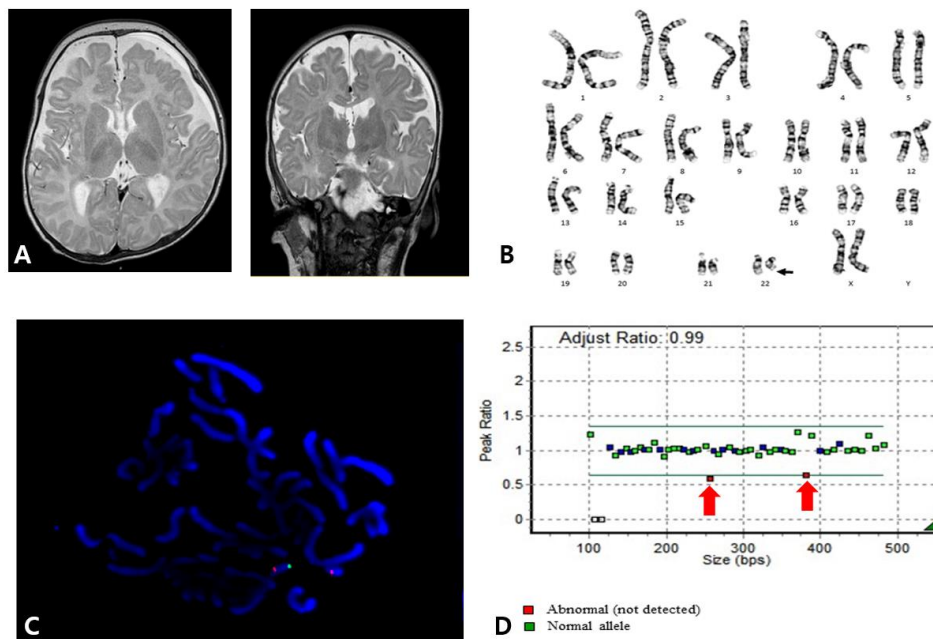 A
B
1 2 3 4 5
6 7 8 9 10 11 12
13 14 15 16 17 18
19 20 21 22 X Y
C
D
Adjust Ratio: 0.99
Peak Ratio
2.5
2
1.5
1
0.5
0
100 200 300 400 500
Size (bps)
Abnormal (not detected)
Normal allele